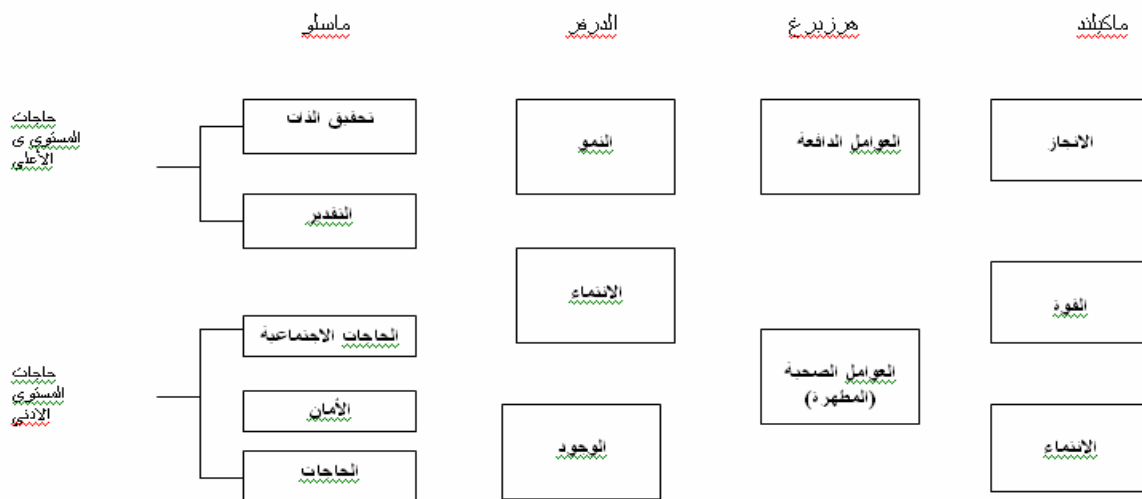 ماكيلند هرزبرغ الدرفر ماسلو
حاجات
المستوى ى
الأعلى
تحقيق الذات
النمو
العوامل الدافعة
الانجاز
التقدير
الانتماء
القوة
حاجات
المستوى
الادنى
الحاجات الاجتماعية
العوامل الصحية
(المطهرة)
الأمان
الوجود
الانتماء
الحاجات